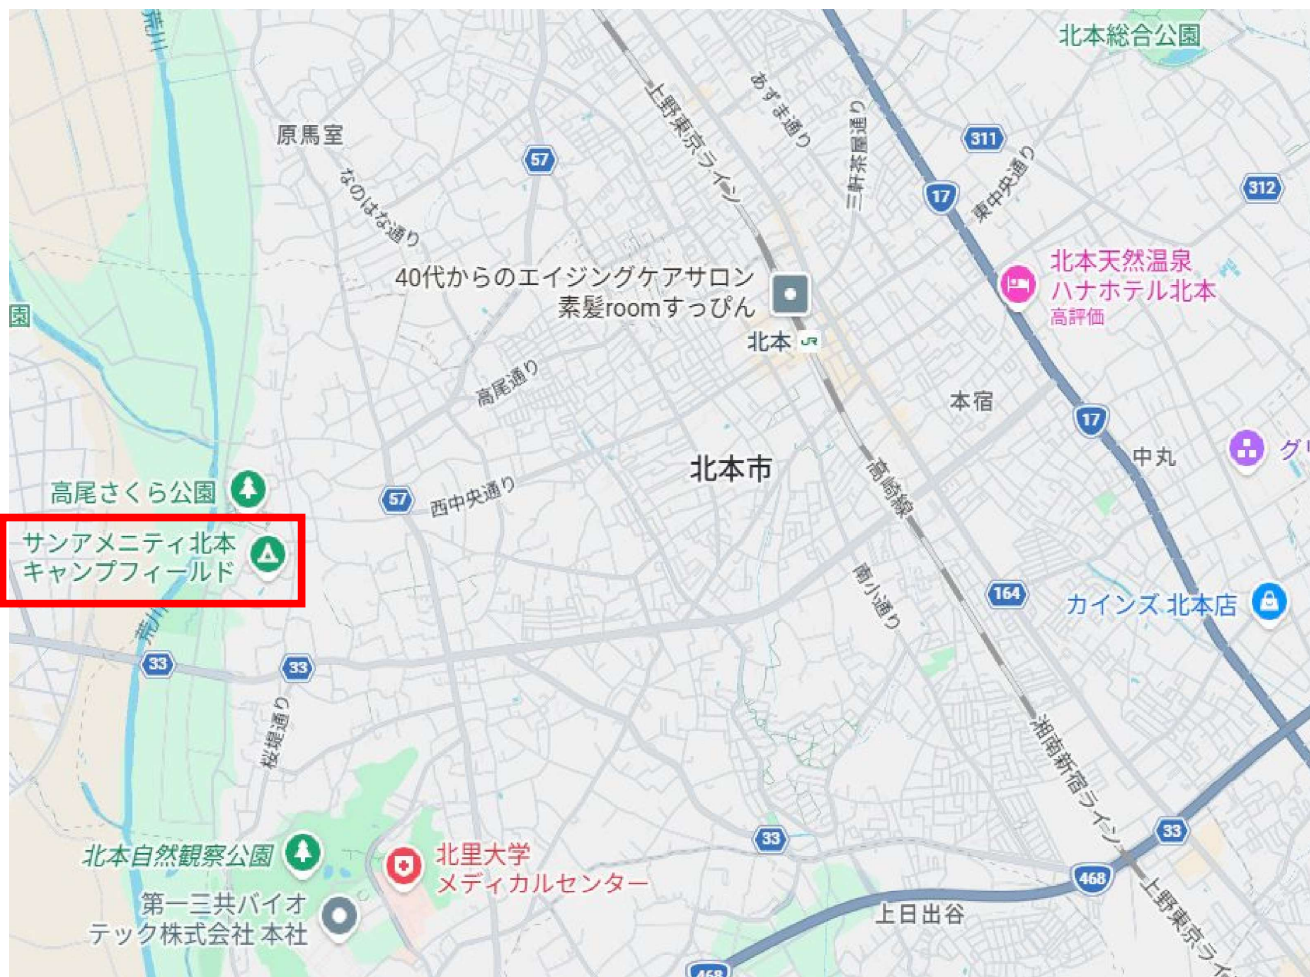 荒川
北本総合公園
上野東京ライン
あずま通り
三軒茶屋通り
311
原馬室
57
なのはな通り
17
東中央通り
312
40代からのエイジングケアサロン
素髪roomすっぴん
北本天然温泉
ハナホテル北本
高評価
園
北本
JR
高尾通り
本宿
17
中丸
グリ
北本市
高崎線
高尾さくら公園
57
西中央通り
サンアメニティ北本
キャンプフィールド
荒川
南小通り
164
カインズ 北本店
33
33
桜堤通り
湘南新宿ライン
北本自然観察公園
北里大学
メディカルセンター
33
33
468
第一三共バイオ
テック株式会社 本社
上日出谷
上野東京ライ
468